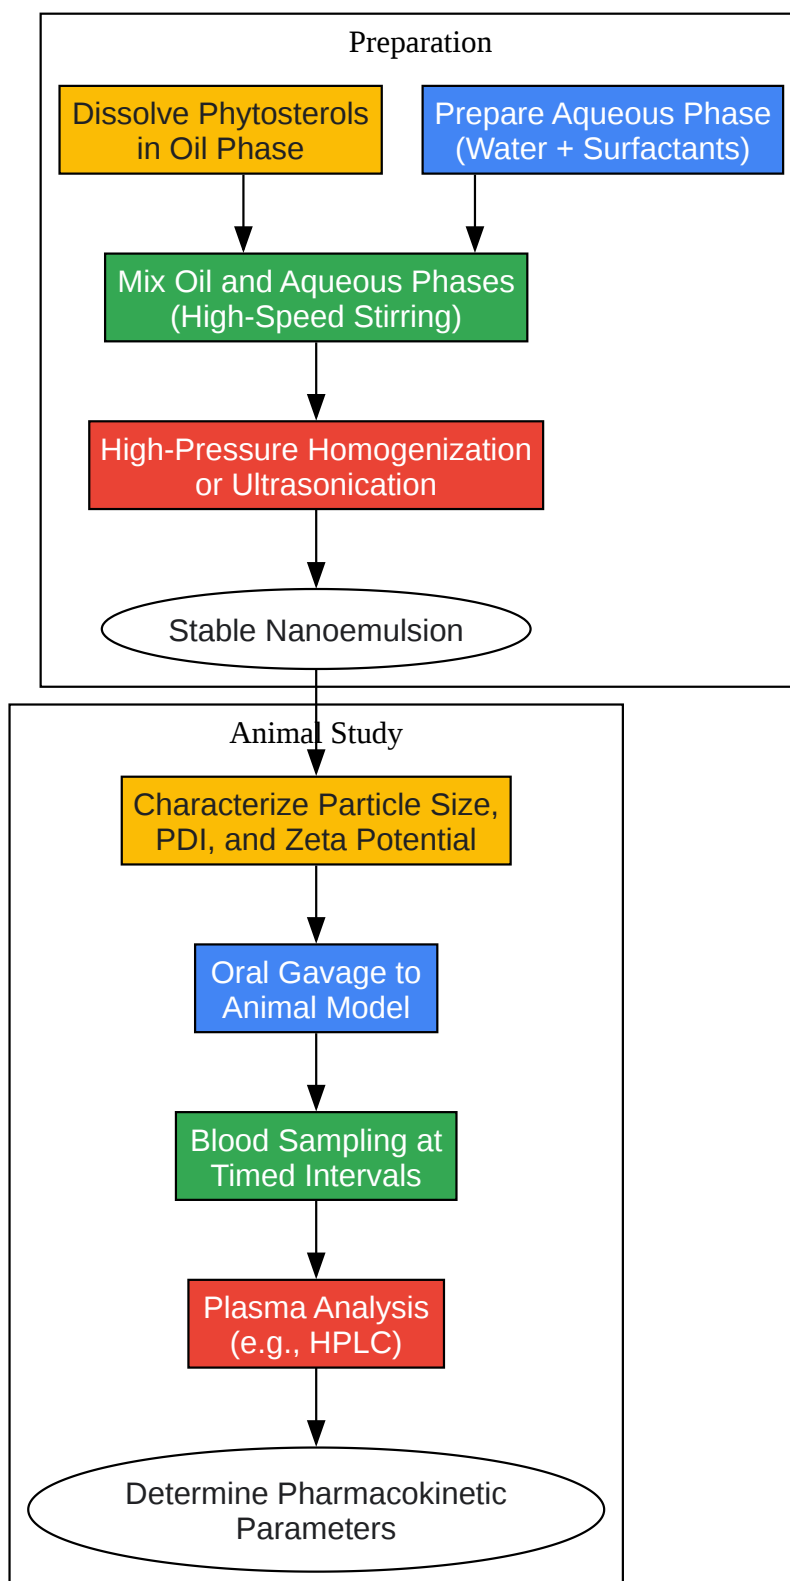 Preparation
Dissolve Phytosterols
in Oil Phase
Prepare Aqueous Phase
(Water + Surfactants)
Mix Oil and Aqueous Phases
(High-Speed Stirring)
High-Pressure Homogenization
or Ultrasonication
Stable Nanoemulsion
Animal Study
Characterize Particle Size,
PDI, and Zeta Potential
Oral Gavage to
Animal Model
Blood Sampling at
Timed Intervals
Plasma Analysis
(e.g., HPLC)
Determine Pharmacokinetic
Parameters